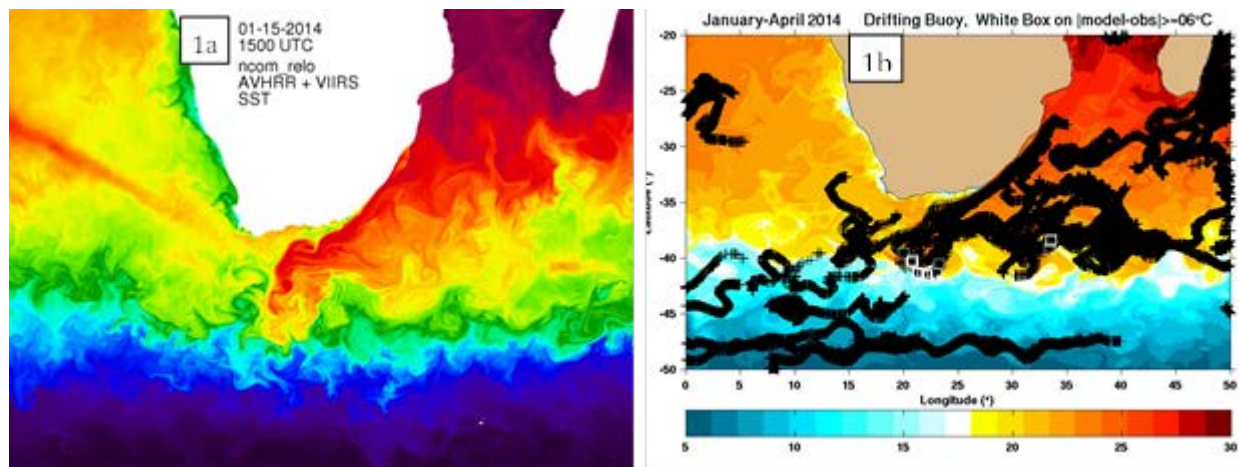 1a
01-15-2014
1500 UTC
ncom_relo
AVHRR + VIIRS
SST
January-April 2014 Drifting Buoy, White Box on |model-obs|>=06°C
1b
-20
-25
-30
-35
-40
-45
-50
0 5 10 15 20 25 30 35 40 45 50
Longitude (°)
5 10 15 20 25 30